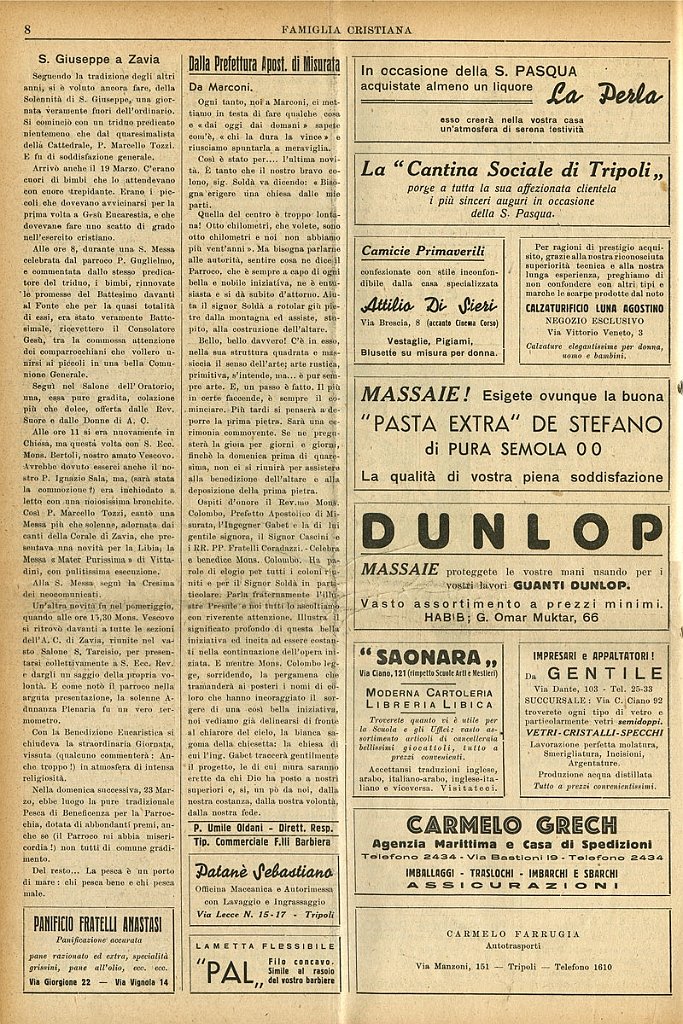 8
FAMIGLIA CRISTIANA
S. Giuseppe a Zavia
Seguendo la tradizione degli altri
anni, si è voluto ancora fare, della
Solennità di S. Giuseppe, una gior-
nata veramente fuori dell'ordinario.
Si cominciò con un triduo predicato
nientemeno che dal quaresimalista
della Cattedrale, P. Marcello Tozzi.
E fu di soddisfazione generale.
Arrivò anche il 19 Marzo. C'erano
cuori di bimbi che lo attendevano
con cuore trepidante. Erano i pic-
coli che dovevano avvicinarsi per la
prima volta a Gesù Eucarestia, e che
dovevano fare uno scatto di grado
nell'esercito cristiano.
Alle ore 8, durante una S. Messa
celebrata dal parroco P. Guglielmo,
e commentata dallo stesso predica-
tore del triduo, i bimbi, rinnovate
le promesse del Battesimo davanti
al Fonte che per la quasi totalità
di essi, era stato veramente Batte-
simale, ricevettero il Consolatore
Gesù, tra la commossa attenzione
dei comparrocchiani che vollero u-
nirsi ai piccoli in una bella Comu-
nione Generale.
Seguì nel Salone dell'Oratorio,
una, essa pure gradita, colazione
più che dolce, offerta dalle Rev.
Suore e dalle Donne di A. C.
Alle ore 11 si era nuovamente in
Chiesa, ma questa volta con S. Ecc.
Mons. Bertoli, nostro amato Vescovo.
Avrebbe dovuto esserci anche il no-
stro P. Ignazio Sala, ma, (sarà stata
la commozione?) era inchiodato a
letto con una noiosissima bronchite.
Così P. Marcello Tozzi, cantò una
Messa più che solenne, adornata dai
canti della Corale di Zavia, che pre-
sentava una novità per la Libia, la
Messa «Mater Purissima» di Vitta-
dini, con pulitissima esecuzione.
Alla S. Messa seguì la Cresima
dei neocomunicati.
Un'altra novità fu nel pomeriggio,
quando alle ore 15,30 Mons. Vescovo
si ritrovò davanti a tutte le sezioni
dell'A. C. di Zavia, riunite nel va-
sto Salone S. Tarcisio, per presen-
tarsi collettivamente a S. Ecc. Rev.
e dargli un saggio della propria vo-
lontà. E come notò il parroco nella
arguta presentazione, la solenne A-
dunanza Plenaria fu un vero ter-
mometro.
Con la Benedizione Eucaristica si
chiudeva la straordinaria Giornata,
vissuta (qualcuno commenterà: An-
che troppo!) in atmosfera di intensa
religiosità.
Nella domenica successiva, 23 Mar-
zo, ebbe luogo la pure tradizionale
Pesca di Beneficenza per la Parroc-
chia, dotata di abbondanti premi, an-
che se (il Parroco mi abbia miseri-
cordia!) non tutti di comune gradi-
mento.
Del resto... La pesca è un porto
di mare: chi pesca bene e chi pesca
male.
PANIFICIO FRATELLI ANASTASI
Panificazione accurata
pane razionato ed extra, specialità
grissini, pane all'olio, ecc. ecc.
Via Giorgione 22 — Via Vignola 14
Dalla Prefettura Apost. di Misurata
Da Marconi.
Ogni tanto, noi a Marconi, ci met-
tiamo in testa di fare qualche cosa
e «dai oggi dai domani» sapete
com'è, «chi la dura la vince» e
riusciamo spuntarla a meraviglia.
Così è stato per.... l'ultima novi-
tà. È tanto che il nostro bravo co-
lono, sig. Soldà va dicendo: «Biso-
gna erigere una chiesa dalle mie
parti.
Quella del centro è troppo lonta-
na! Otto chilometri, che volete, sono
otto chilometri e noi non abbiamo
più vent'anni». Ma bisogna parlarne
alle autorità, sentire cosa ne dice il
Parroco, che è sempre a capo di ogni
bella e nobile iniziativa, ne è entu-
siasta e si dà subito d'attorno. Aiu-
ta il signor Soldà a rotolar giù pie-
tre dalla montagna ed assiste, stu-
pito, alla costruzione dell'altare.
Bello, bello davvero! C'è in esso,
nella sua struttura quadrata e mas-
siccia il senso dell'arte; arte rustica,
primitiva, s'intende, ma... è pur sem-
pre arte. E, un passo è fatto. Il più
in certe faccende, è sempre il co-
minciare. Più tardi si penserà a de-
porre la prima pietra. Sarà una ce-
rimonia commovente. Se ne pregu-
sterà la gioia per giorni e giorni,
finchè la domenica prima di quare-
sima, non ci si riunirà per assistere
alla benedizione dell'altare e alla
deposizione della prima pietra.
Ospiti d'onore il Rev.mo Mons.
Colombo, Prefetto Apostolico di Mi-
surata, l'Ingegner Gabet e la di lui
gentile signora, il Signor Cascini e
i RR. PP. Fratelli Coradazzi. Celebra
e benedice Mons. Colombo. Ha pa-
role di elogio per tutti i coloni riu-
niti e per il Signor Soldà in parti-
colare. Parla fraternamente l'illu-
stre Presule e noi tutti lo ascoltiamo
con riverente attenzione. Illustra il
significato profondo di questa bella
iniziativa ed incita ad essere costan-
ti nella continuazione dell'opera ini-
ziata. E mentre Mons. Colombo leg-
ge, sorridendo, la pergamena che
tramanderà ai posteri i nomi di co-
loro che hanno incoraggiato il sor-
gere di una così bella iniziativa,
noi vediamo già delinearsi di fronte
al chiarore del cielo, la bianca sa-
goma della chiesetta: la chiesa di
cui l'ing. Gabet traccerà gentilmente
il progetto, le di cui mura saranno
erette da chi Dio ha posto a nostri
superiori e, sì, un pò da noi, dalla
nostra costanza, dalla nostra volontà,
dalla nostra fede.
P. Umile Oldani - Dirett. Resp.
Tip. Commerciale F.lli Barbiera
Patanè Sebastiano
Officina Meccanica e Autorimessa
con Lavaggio e Ingrassaggio
Via Lecce N. 15-17 - Tripoli
LAMETTA FLESSIBILE
"PAL„
Filo concavo.
Simile al rasoio
del vostro barbiere
In occasione della S. PASQUA
acquistate almeno un liquore
La Perla
esso creerà nella vostra casa
un'atmosfera di serena festività
La "Cantina Sociale di Tripoli„
porge a tutta la sua affezionata clientela
i più sinceri auguri in occasione
della S. Pasqua.
Camicie Primaverili
confezionate con stile inconfon-
dibile dalla casa specializzata
Attilio Di Sieri
Via Brescia, 8 (accanto Cinema Corso)
Vestaglie, Pigiami,
Blusette su misura per donna.
Per ragioni di prestigio acqui-
sito, grazie alla nostra riconosciuta
superiorità tecnica e alla nostra
lunga esperienza, preghiamo di
non confondere con altri tipi e
marche le scarpe prodotte dal noto
CALZATURIFICIO LUNA AGOSTINO
NEGOZIO ESCLUSIVO
Via Vittorio Veneto, 3
Calzature elegantissime per donna,
uomo e bambini.
MASSAIE! Esigete ovunque la buona
"PASTA EXTRA" DE STEFANO
di PURA SEMOLA 00
La qualità di vostra piena soddisfazione
DUNLOP
MASSAIE proteggete le vostre mani usando per i
vostri lavori GUANTI DUNLOP.
Vasto assortimento a prezzi minimi.
HABIB; G. Omar Muktar, 66
"SAONARA„
Via Ciano, 121 (rimpetto Scuole Arti e Mestieri)
MODERNA CARTOLERIA
LIBRERIA LIBICA
Troverete quanto vi è utile per
la Scuola e gli Uffici: vasto as-
sortimento articoli di cancelleria
bellissimi giocattoli, tutto a
prezzi convenienti.
Accettansi traduzioni inglese,
arabo, italiano-arabo, inglese-ita-
liano e viceversa. Visitateci.
IMPRESARI e APPALTATORI!
Da GENTILE
Via Dante, 103 - Tel. 25-33
SUCCURSALE: Via C. Ciano 92
troverete ogni tipo di vetro e
particolarmente vetri semidoppi.
VETRI-CRISTALLI-SPECCHI
Lavorazione perfetta molatura,
Smerigliatura, Incisioni,
Argentature.
Produzione acqua distillata
Tutto a prezzi convenientissimi.
CARMELO GRECH
Agenzia Marittima e Casa di Spedizioni
Telefono 2434 - Via Bastioni 19 - Telefono 2434
IMBALLAGGI - TRASLOCHI - IMBARCHI E SBARCHI
ASSICURAZIONI
CARMELO FARRUGIA
Autotrasporti
Via Manzoni, 151 — Tripoli — Telefono 1610